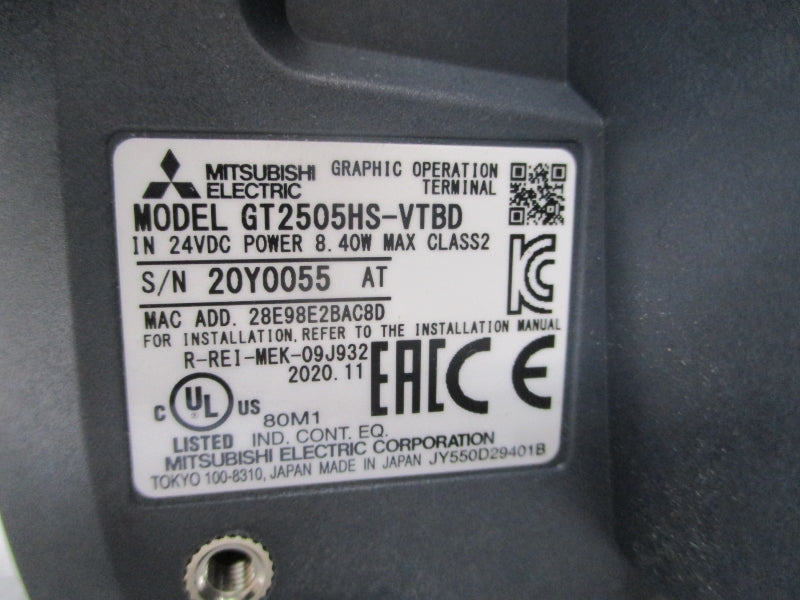 MITSUBISHI ELECTRIC
GRAPHIC OPERATION TERMINAL
MODEL GT2505HS-VTBD
IN 24VDC POWER 8.40W MAX CLASS2
S/N 20Y0055 AT
MAC ADD. 28E98E2BAC8D
FOR INSTALLATION, REFER TO THE INSTALLATION MANUAL
R-REI-MEK-09J932
2020.11
EAC CE
KC
C UL ® US
LISTED
80M1
IND. CONT. EQ.
MITSUBISHI ELECTRIC CORPORATION
TOKYO 100-8310, JAPAN MADE IN JAPAN JY550D29401B